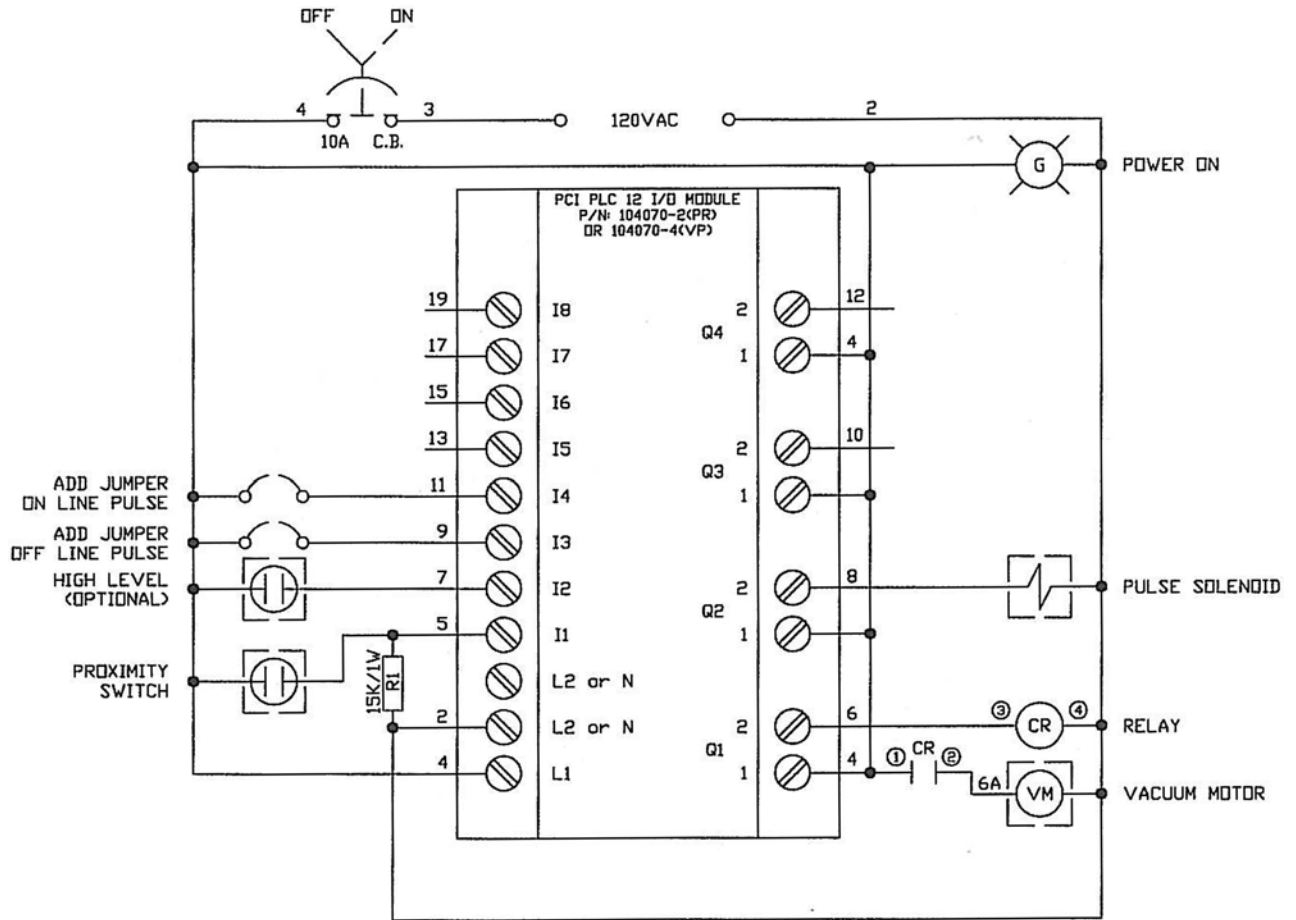 OFF ON
4 3 120VAC 2
10A C.B.
G POWER ON
PCI PLC 12 I/O MODULE
P/N: 104070-2(PR)
OR 104070-4(VP)
19 I8 2 12
Q4
17 I7 1 4
15 I6
13 I5 2 10
Q3
ADD JUMPER
ON LINE PULSE
11 I4 1
ADD JUMPER
OFF LINE PULSE
9 I3
HIGH LEVEL
(OPTIONAL)
7 I2 2 8 PULSE SOLENOID
Q2
5 I1 1
PROXIMITY
SWITCH
15K/1W R1
L2 or N
2 L2 or N 2 6 ③ CR ④ RELAY
Q1
4 L1 1 4 ① CR ②
6A VM VACUUM MOTOR